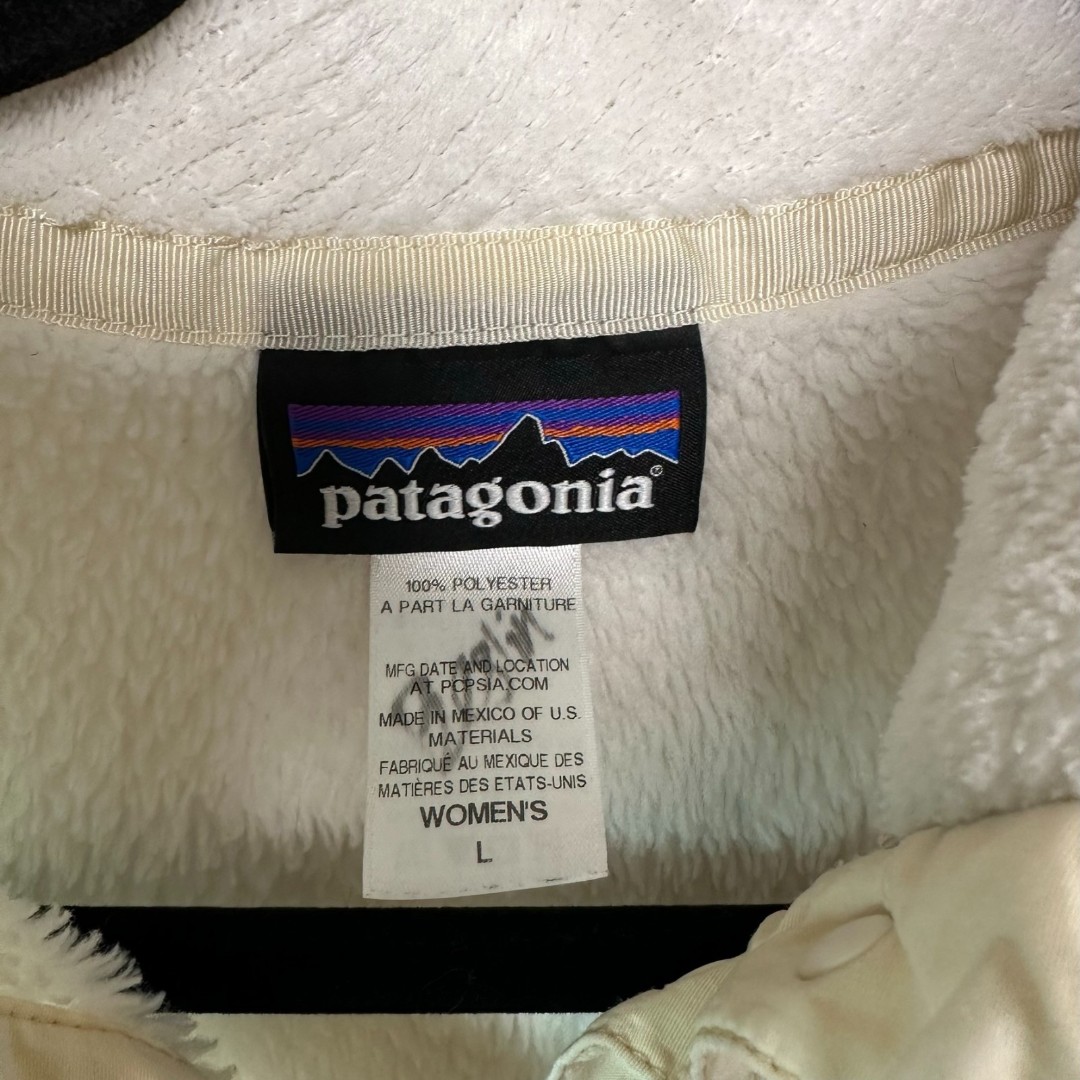 patagonia®
100% POLYESTER
A PART LA GARNITURE
MFG DATE AND LOCATION
AT PCPSIA.COM
MADE IN MEXICO OF U.S.
MATERIALS
FABRIQUÉ AU MEXIQUE DES
MATIÈRES DES ETATS-UNIS
WOMEN'S
L